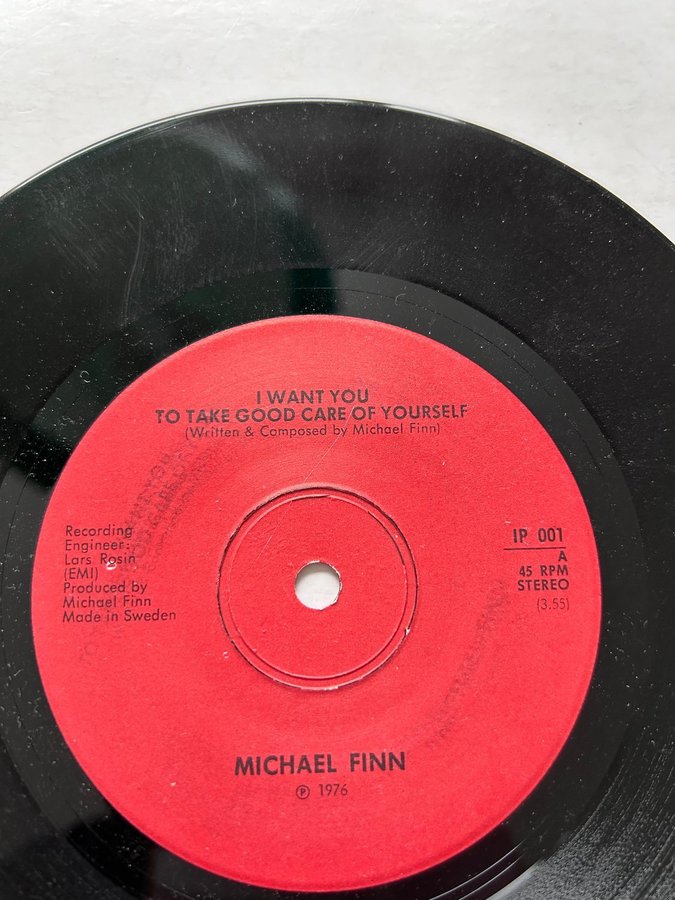 I WANT YOU
TO TAKE GOOD CARE OF YOURSELF
(Written & Composed by Michael Finn)
Recording
Engineer:
Lars Rosin
(EMI)
Produced by
Michael Finn
Made in Sweden
IP 001
A
45 RPM
STEREO
(3.55)
MICHAEL FINN
℗ 1976